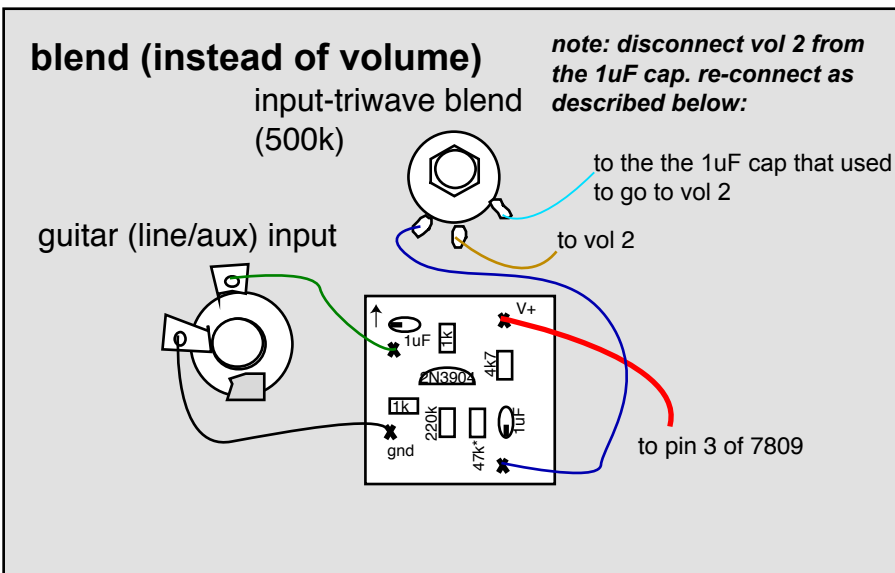 blend (instead of volume)
note: disconnect vol 2 from
the 1uF cap. re-connect as
described below:
input-triwave blend
(500k)
to the the 1uF cap that used
to go to vol 2
to vol 2
guitar (line/aux) input
V+
1uF
1k
4k7
2N3904
1k
220k
47k*
1uF
gnd
to pin 3 of 7809